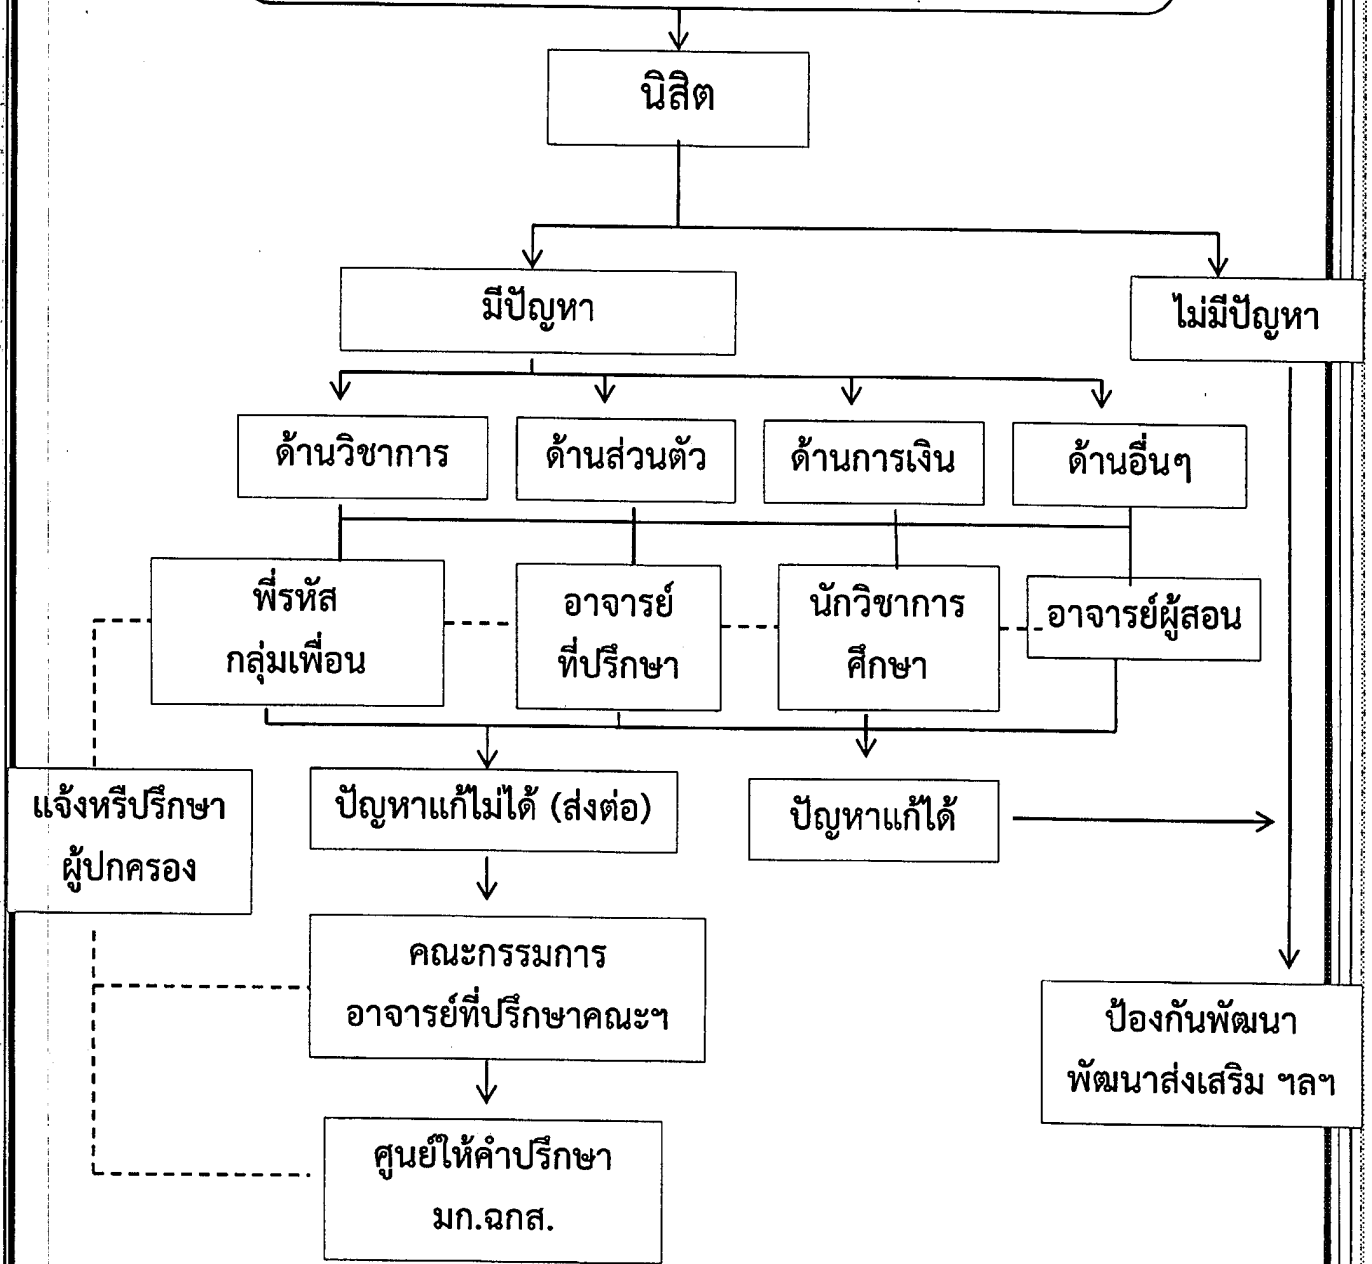 นิสิต
มีปัญหา
ไม่มีปัญหา
ด้านวิชาการ
ด้านส่วนตัว
ด้านการเงิน
ด้านอื่นๆ
พี่รหัส
กลุ่มเพื่อน
อาจารย์
ที่ปรึกษา
นักวิชาการ
ศึกษา
อาจารย์ผู้สอน
แจ้งหรีปรึกษา
ผู้ปกครอง
ปัญหาแก้ไม่ได้ (ส่งต่อ)
ปัญหาแก้ได้
คณะกรรมการ
อาจารย์ที่ปรึกษาคณะฯ
ป้องกันพัฒนา
พัฒนาส่งเสริม ฯลฯ
ศูนย์ให้คำปรึกษา
มก.ฉกส.